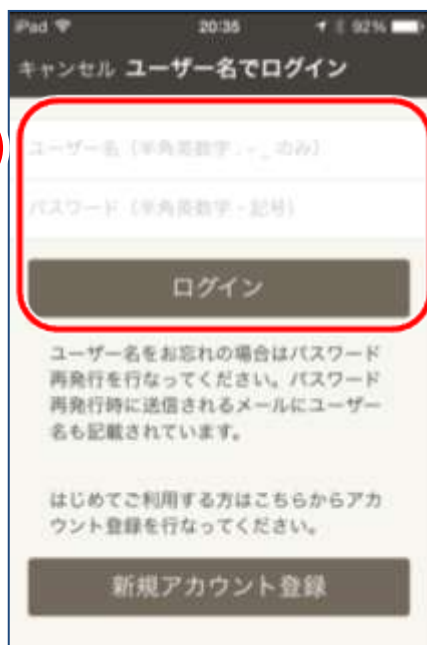 iPad 20:35 92%
キャンセル ユーザー名でログイン
ユーザー名（半角英数字 . - _ のみ）
パスワード（半角英数字・記号）
ログイン
ユーザー名をお忘れの場合はパスワード
再発行を行なってください。パスワード
再発行時に送信されるメールにユーザー
名も記載されています。
はじめてご利用する方はこちらからアカ
ウント登録を行なってください。
新規アカウント登録